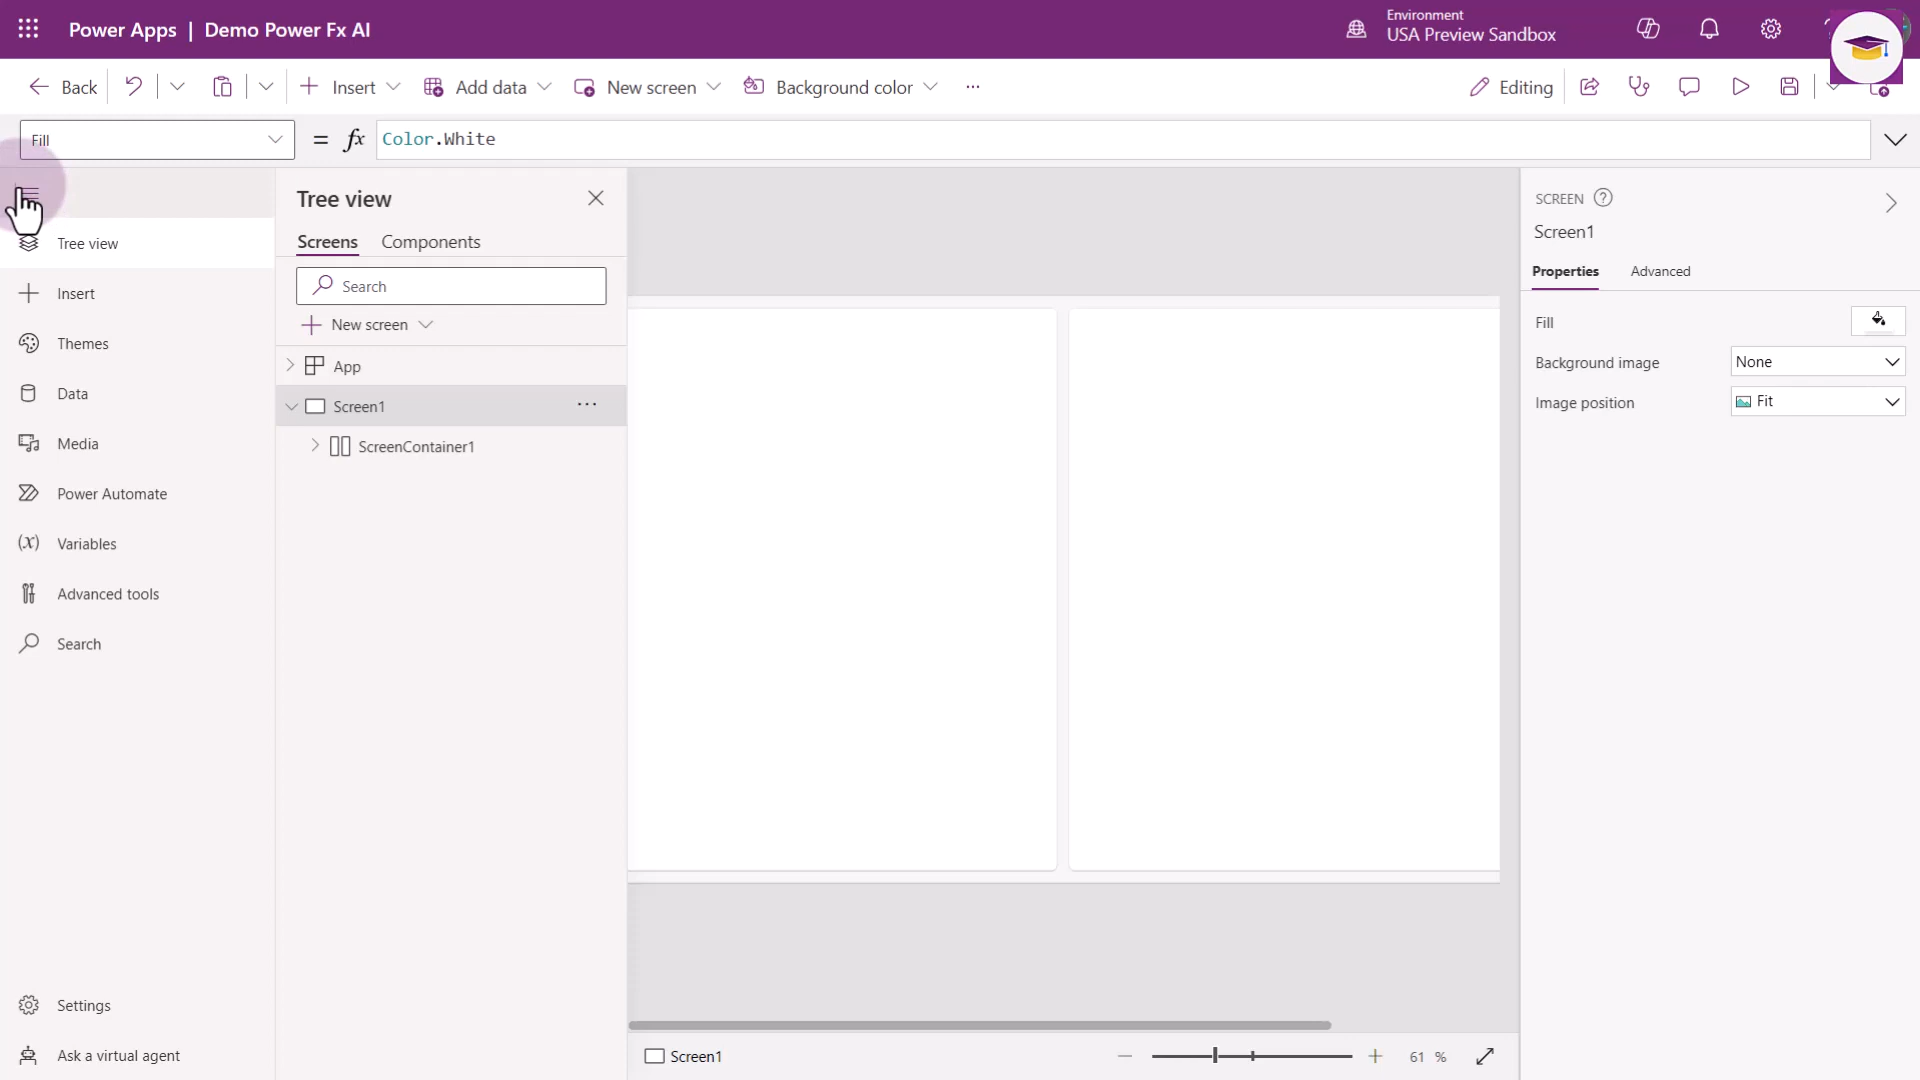 Power Apps | Demo Power Fx AI
Environment
USA Preview Sandbox
Back
Insert
Add data
New screen
Background color
...
Editing
Fill
= fx Color.White
Tree view
Insert
Themes
Data
Media
Power Automate
(x) Variables
Advanced tools
Search
Settings
Ask a virtual agent
Tree view
Screens Components
Search
New screen
App
Screen1 ...
ScreenContainer1
Screen1
61 %
SCREEN ?
Screen1
Properties Advanced
Fill
Background image None
Image position Fit